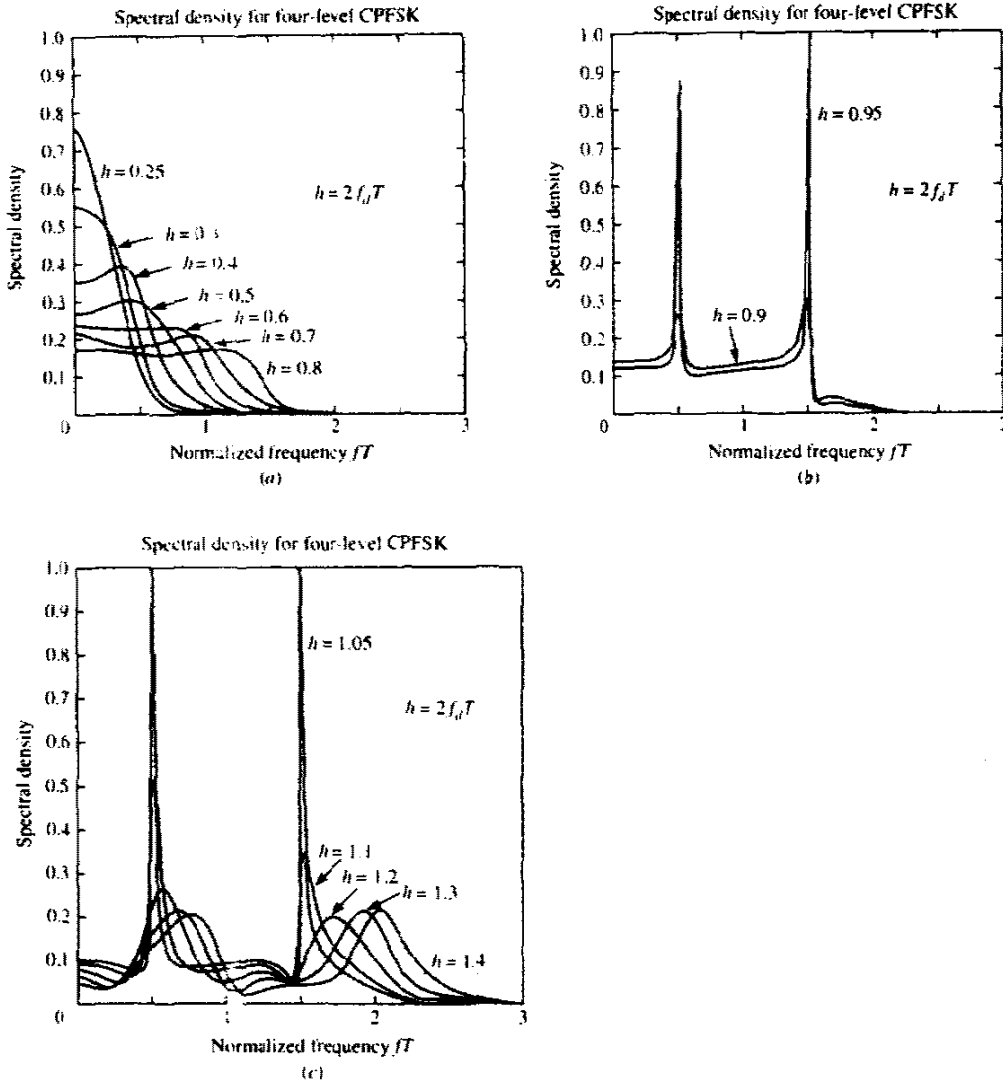 Spectral density for four-level CPFSK
1.0
0.9
0.8
0.7
0.6
0.5
0.4
0.3
0.2
0.1
0
1
2
3
Spectral density
h = 0.25
h = 2f_d T
h = 0.3
h = 0.4
h = 0.5
h = 0.6
h = 0.7
h = 0.8
Normalized frequency fT
(a)
Spectral density for four-level CPFSK
1.0
0.9
0.8
0.7
0.6
0.5
0.4
0.3
0.2
0.1
0
1
2
Spectral density
h = 0.95
h = 2f_d T
h = 0.9
Normalized frequency fT
(b)
Spectral density for four-level CPFSK
1.0
0.9
0.8
0.7
0.6
0.5
0.4
0.3
0.2
0.1
0
1
2
3
Spectral density
h = 1.05
h = 2f_d T
h = 1.1
h = 1.2
h = 1.3
h = 1.4
Normalized frequency fT
(c)